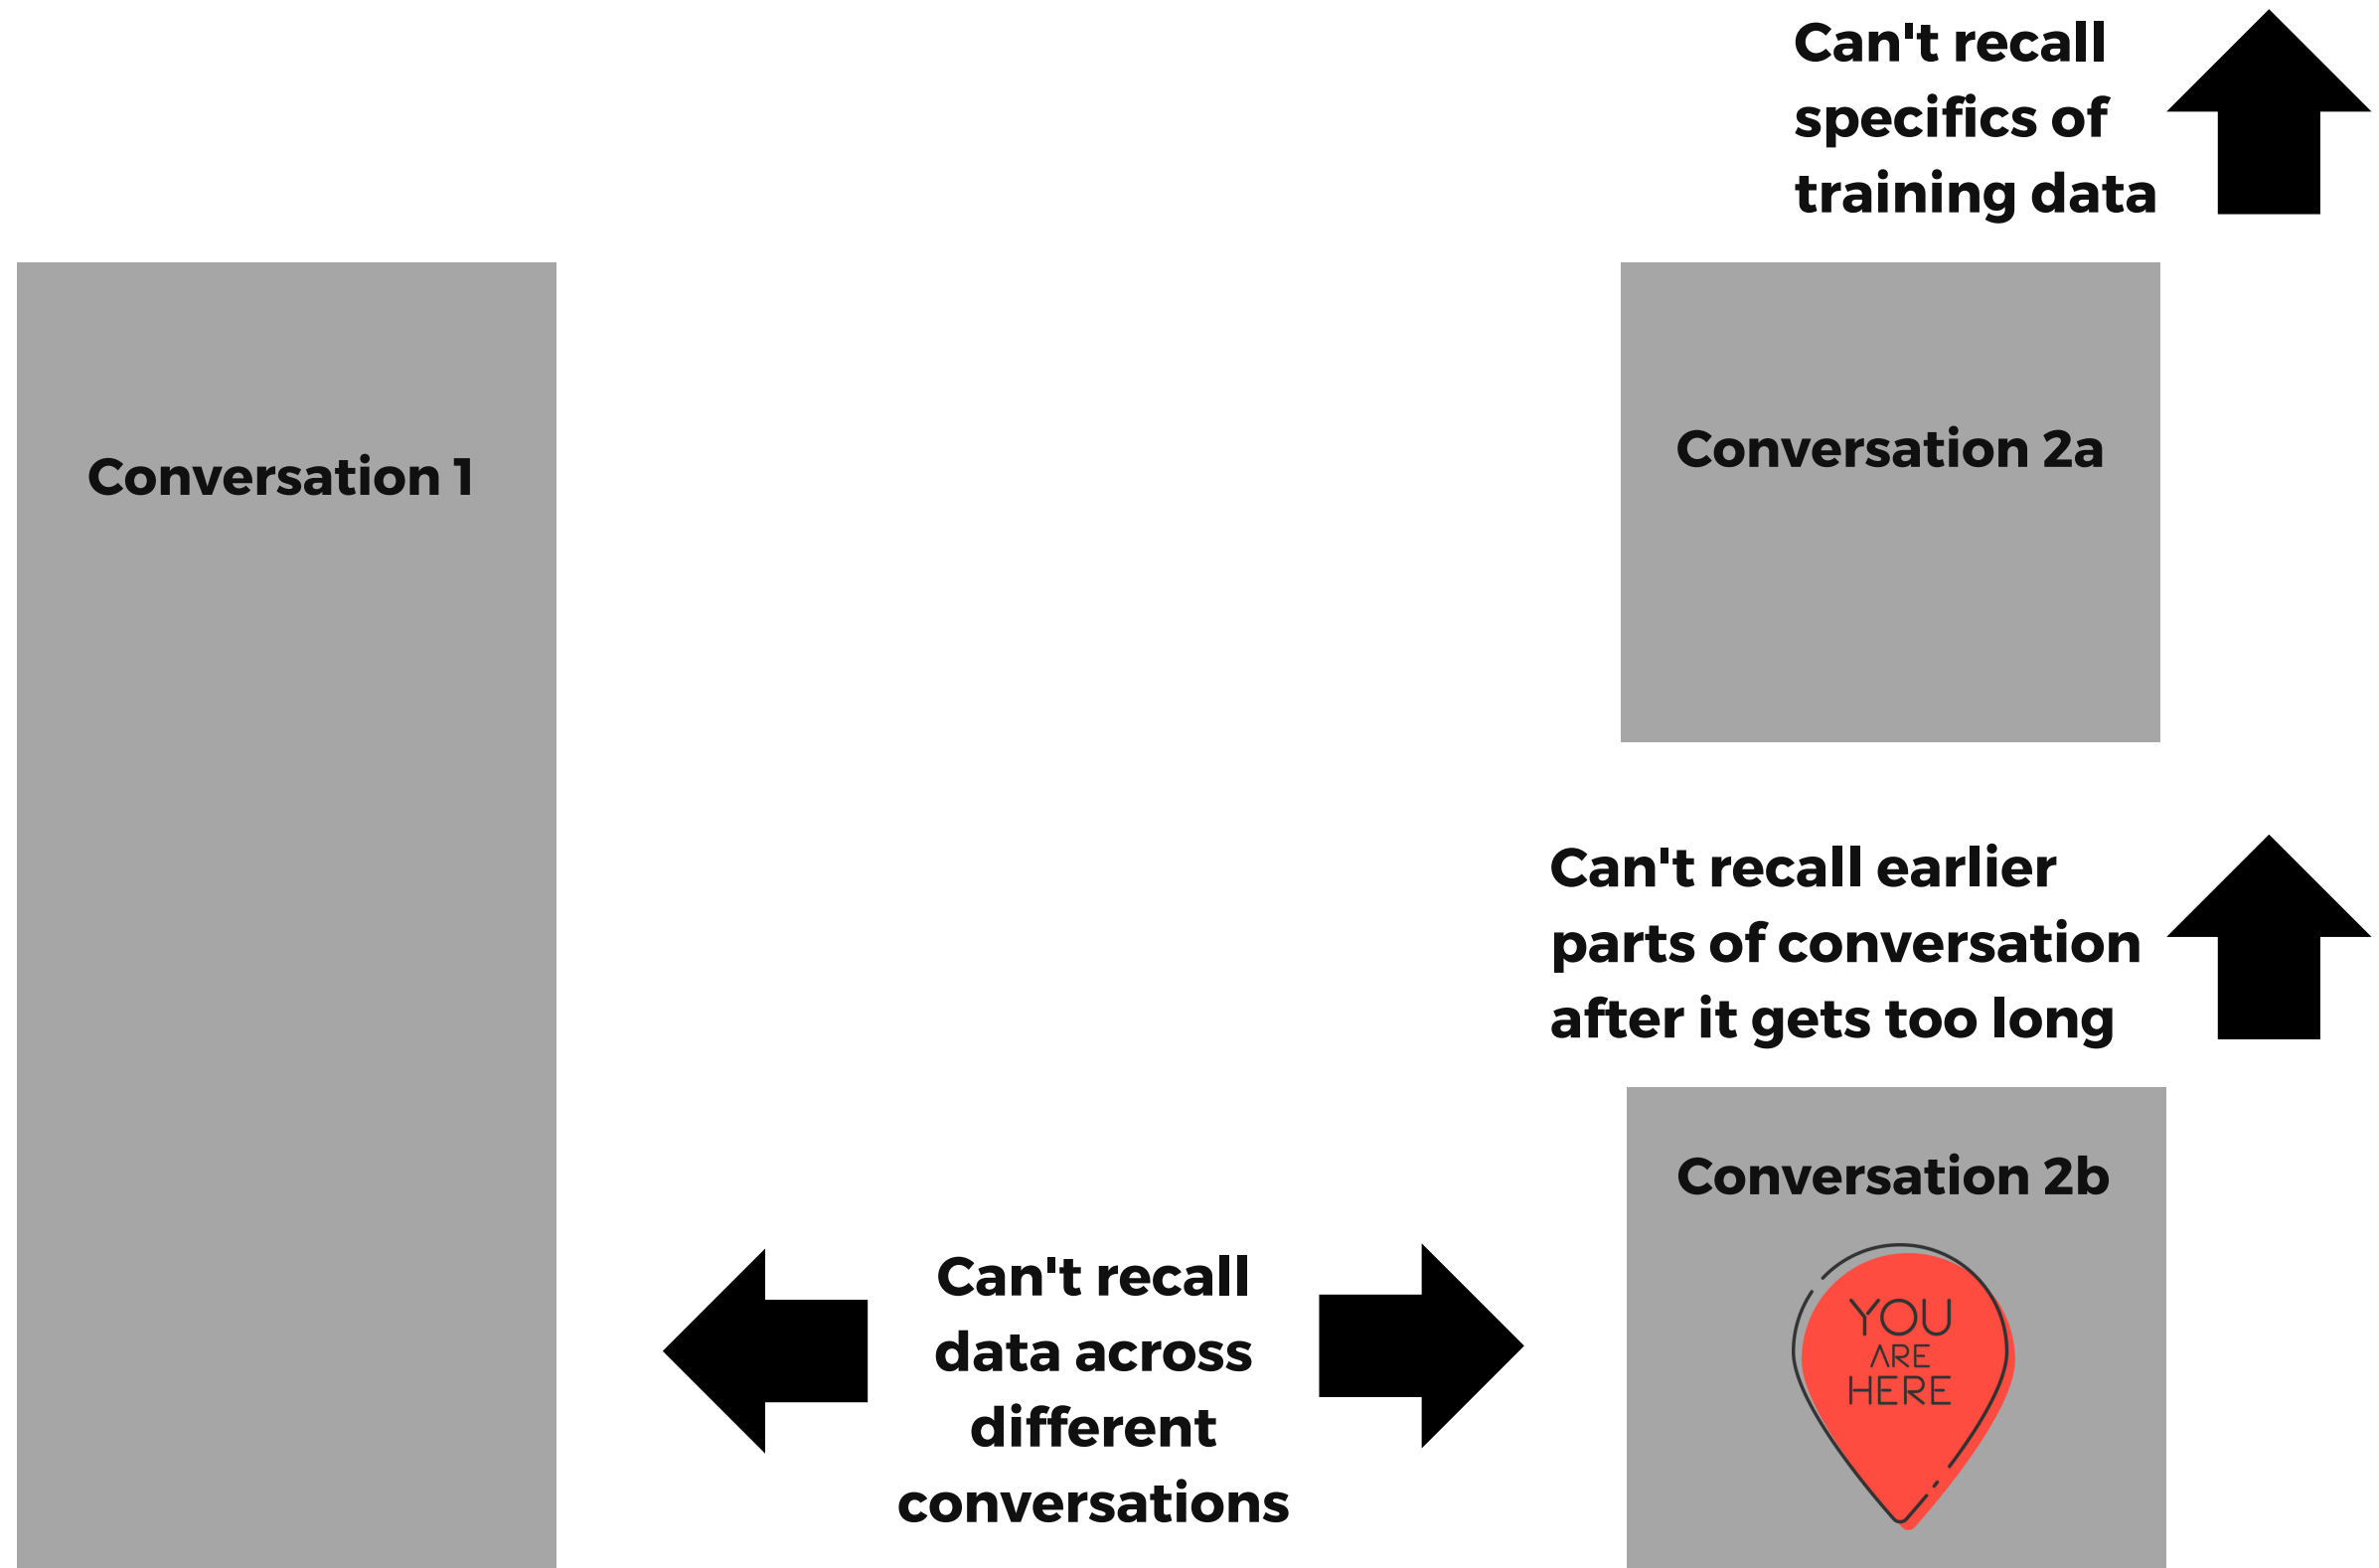 Can't recall
specifics of
training data
Conversation 1
Conversation 2a
Can't recall earlier
parts of conversation
after it gets too long
Conversation 2b
Can't recall
data across
different
conversations
YOU
ARE
HERE